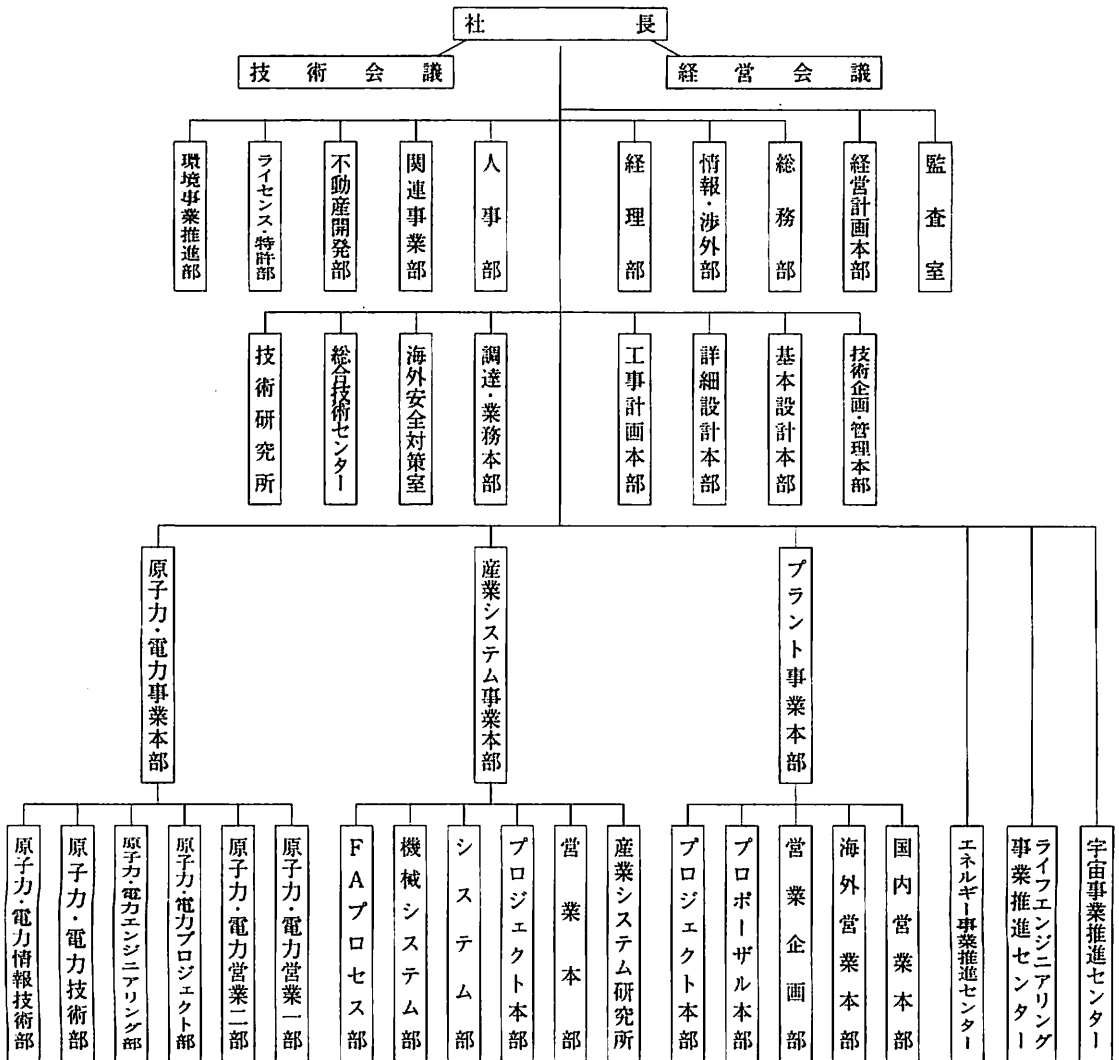 社長
技術会議
経営会議
環境事業推進部
ライセンス・特許部
不動産開発部
関連事業部
人事部
経理部
情報・渉外部
総務部
経営計画本部
監査室
技術研究所
総合技術センター
海外安全対策室
調達・業務本部
工事計画本部
詳細設計本部
基本設計本部
技術企画・管理本部
原子力・電力事業本部
産業システム事業本部
プラント事業本部
原子力・電力情報技術部
原子力・電力技術部
原子力・電力エンジニアリング部
原子力・電力プロジェクト部
原子力・電力営業二部
原子力・電力営業一部
FAプロセス部
機械システム部
システム部
プロジェクト本部
営業本部
産業システム研究所
プロジェクト本部
プロポーザル本部
営業企画部
海外営業本部
国内営業本部
エネルギー事業推進センター
ライフエンジニアリング
事業推進センター
宇宙事業推進センター